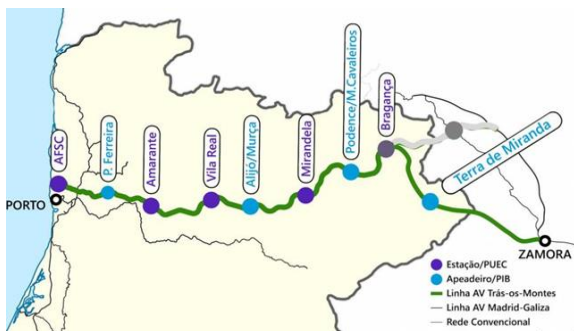 AFSC
P. Ferreira
Amarante
Vila Real
Alijó/Murça
Mirandela
Podence/M.Cavaleiros
Bragança
Terra de Miranda
PORTO
ZAMORA
Estação/PUEC
Apeadeiro/PIB
Linha AV Trás-os-Montes
Linha AV Madrid-Galiza
Rede Convencional